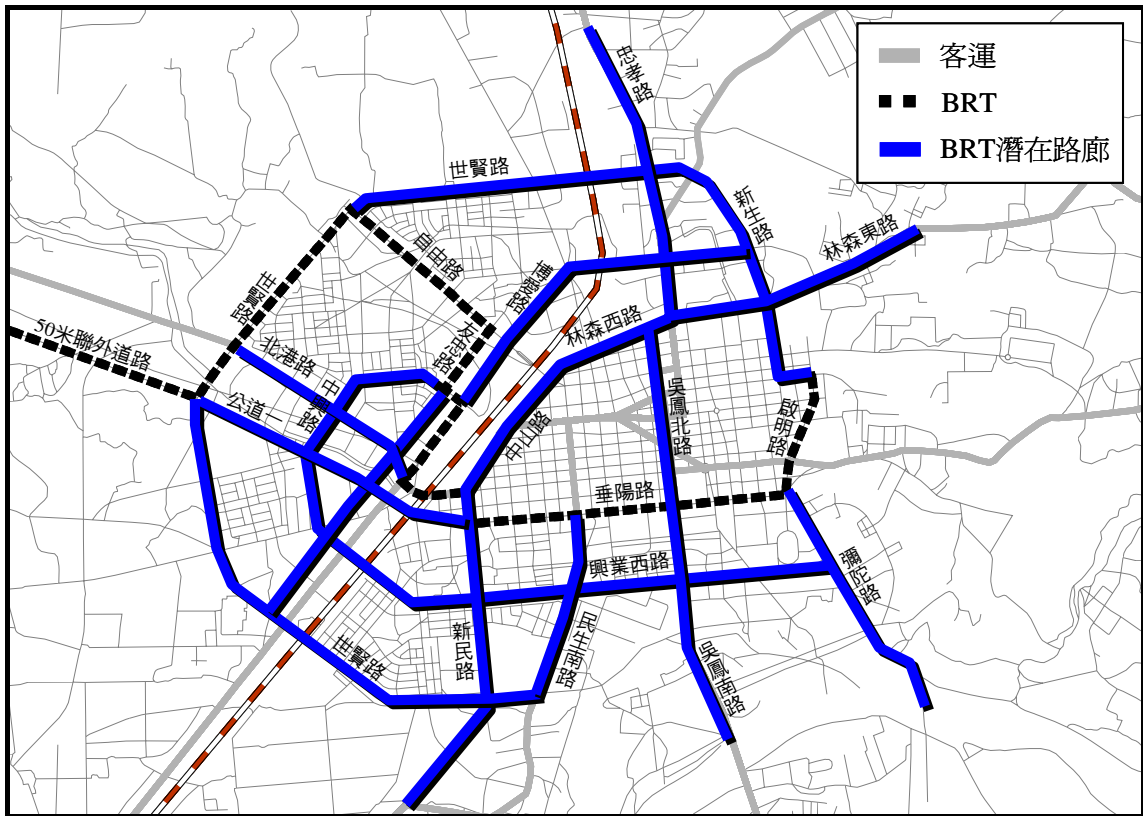 客運
BRT
BRT潛在路廊
忠孝路
世賢路
新生路
林森東路
自由路
博愛路
世賢路
友忠路
林森西路
50米聯外道路
北港路
中興路
公道一
吳鳳北路
啟明路
中山路
垂陽路
興業西路
彌陀路
新民路
民生南路
世賢路
吳鳳南路